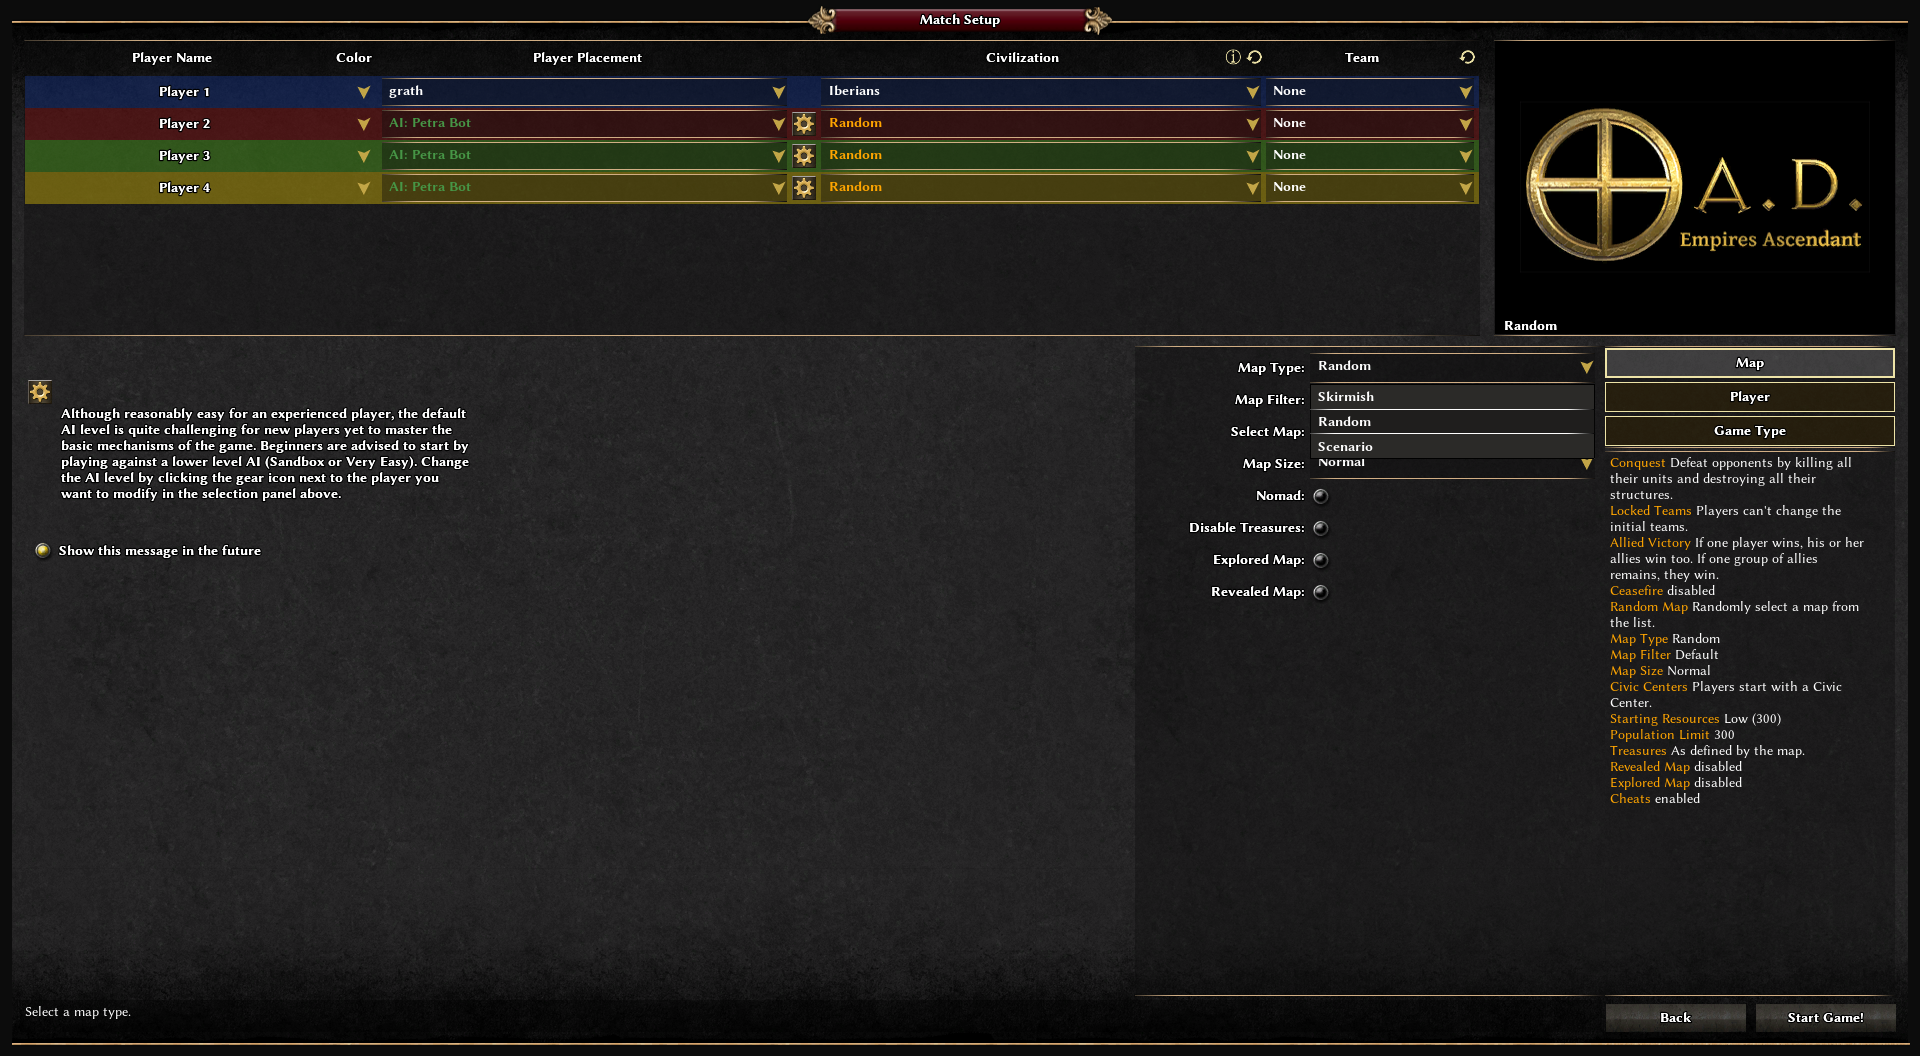 Match Setup
Player Name Color Player Placement Civilization Team
Player 1 grath Iberians None
Player 2 AI: Petra Bot Random None
Player 3 AI: Petra Bot Random None
Player 4 AI: Petra Bot Random None
A. D.
Empires Ascendant
Random
Although reasonably easy for an experienced player, the default
AI level is quite challenging for new players yet to master the
basic mechanisms of the game. Beginners are advised to start by
playing against a lower level AI (Sandbox or Very Easy). Change
the AI level by clicking the gear icon next to the player you
want to modify in the selection panel above.
Show this message in the future
Map Type: Random
Map Filter:
Select Map:
Skirmish
Random
Scenario
Map Size: Normal
Nomad:
Disable Treasures:
Explored Map:
Revealed Map:
Map
Player
Game Type
Conquest Defeat opponents by killing all
their units and destroying all their
structures.
Locked Teams Players can't change the
initial teams.
Allied Victory If one player wins, his or her
allies win too. If one group of allies
remains, they win.
Ceasefire disabled
Random Map Randomly select a map from
the list.
Map Type Random
Map Filter Default
Map Size Normal
Civic Centers Players start with a Civic
Center.
Starting Resources Low (300)
Population Limit 300
Treasures As defined by the map.
Revealed Map disabled
Explored Map disabled
Cheats enabled
Select a map type.
Back
Start Game!